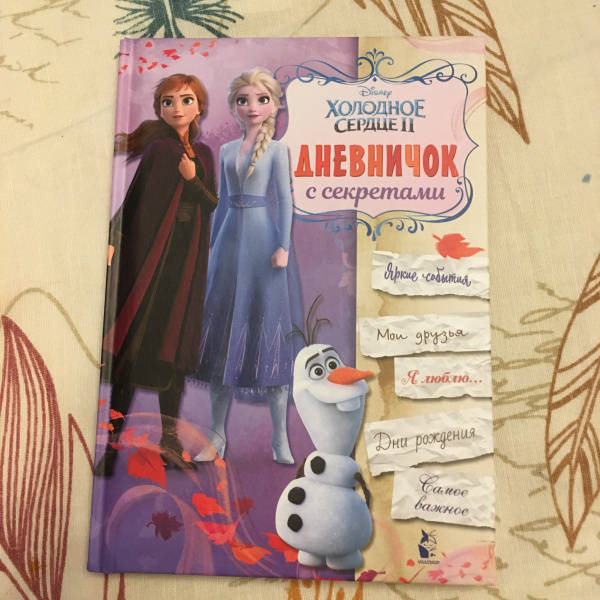 Disney
ХОЛОДНОЕ
СЕРДЦЕ II
ДНЕВНИЧОК
с секретами
Яркие события
Мои друзья
Я люблю...
Дни рождения
Самое
важное